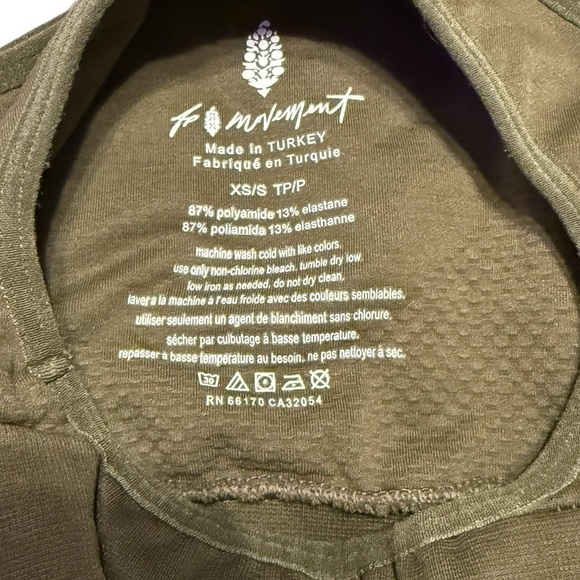 fp movement
Made in TURKEY
Fabriqué en Turquie
XS/S TP/P
87% polyamide 13% elastane
87% poliamida 13% elasthanne
machine wash cold with like colors.
use only non-chlorine bleach. tumble dry low
low iron as needed. do not dry clean.
laver a la machine à l'eau froide avec des couleurs semblables.
utiliser seulement un agent de blanchiment sans chlorure.
sécher par culbutage à basse temperature.
repasser à basse température au besoin. ne pas nettoyer à sec.
30
RN 66170 CA32054